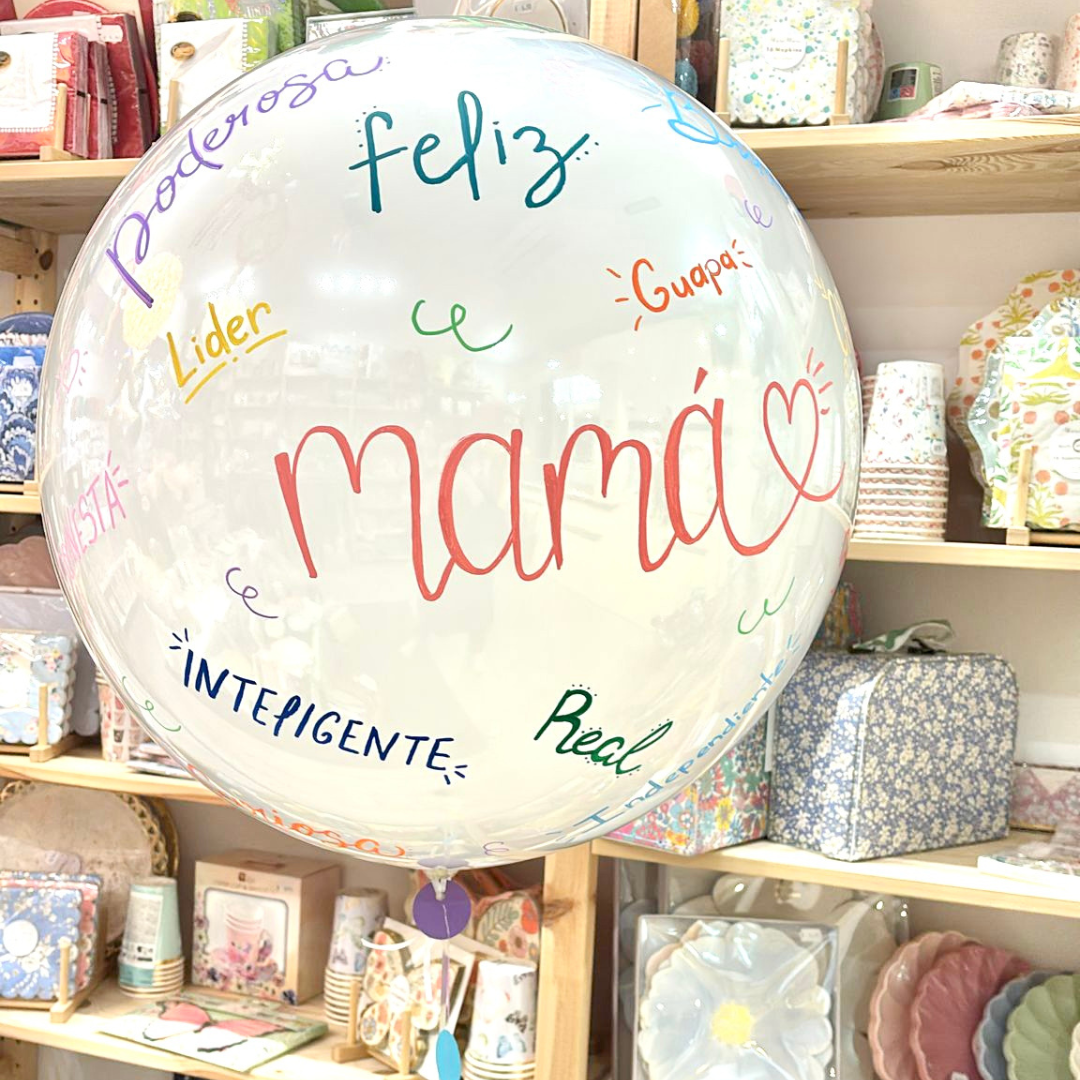 poderosa
feliz
Guapa
Lider
mamá
INTELIGENTE
Real
Independiente